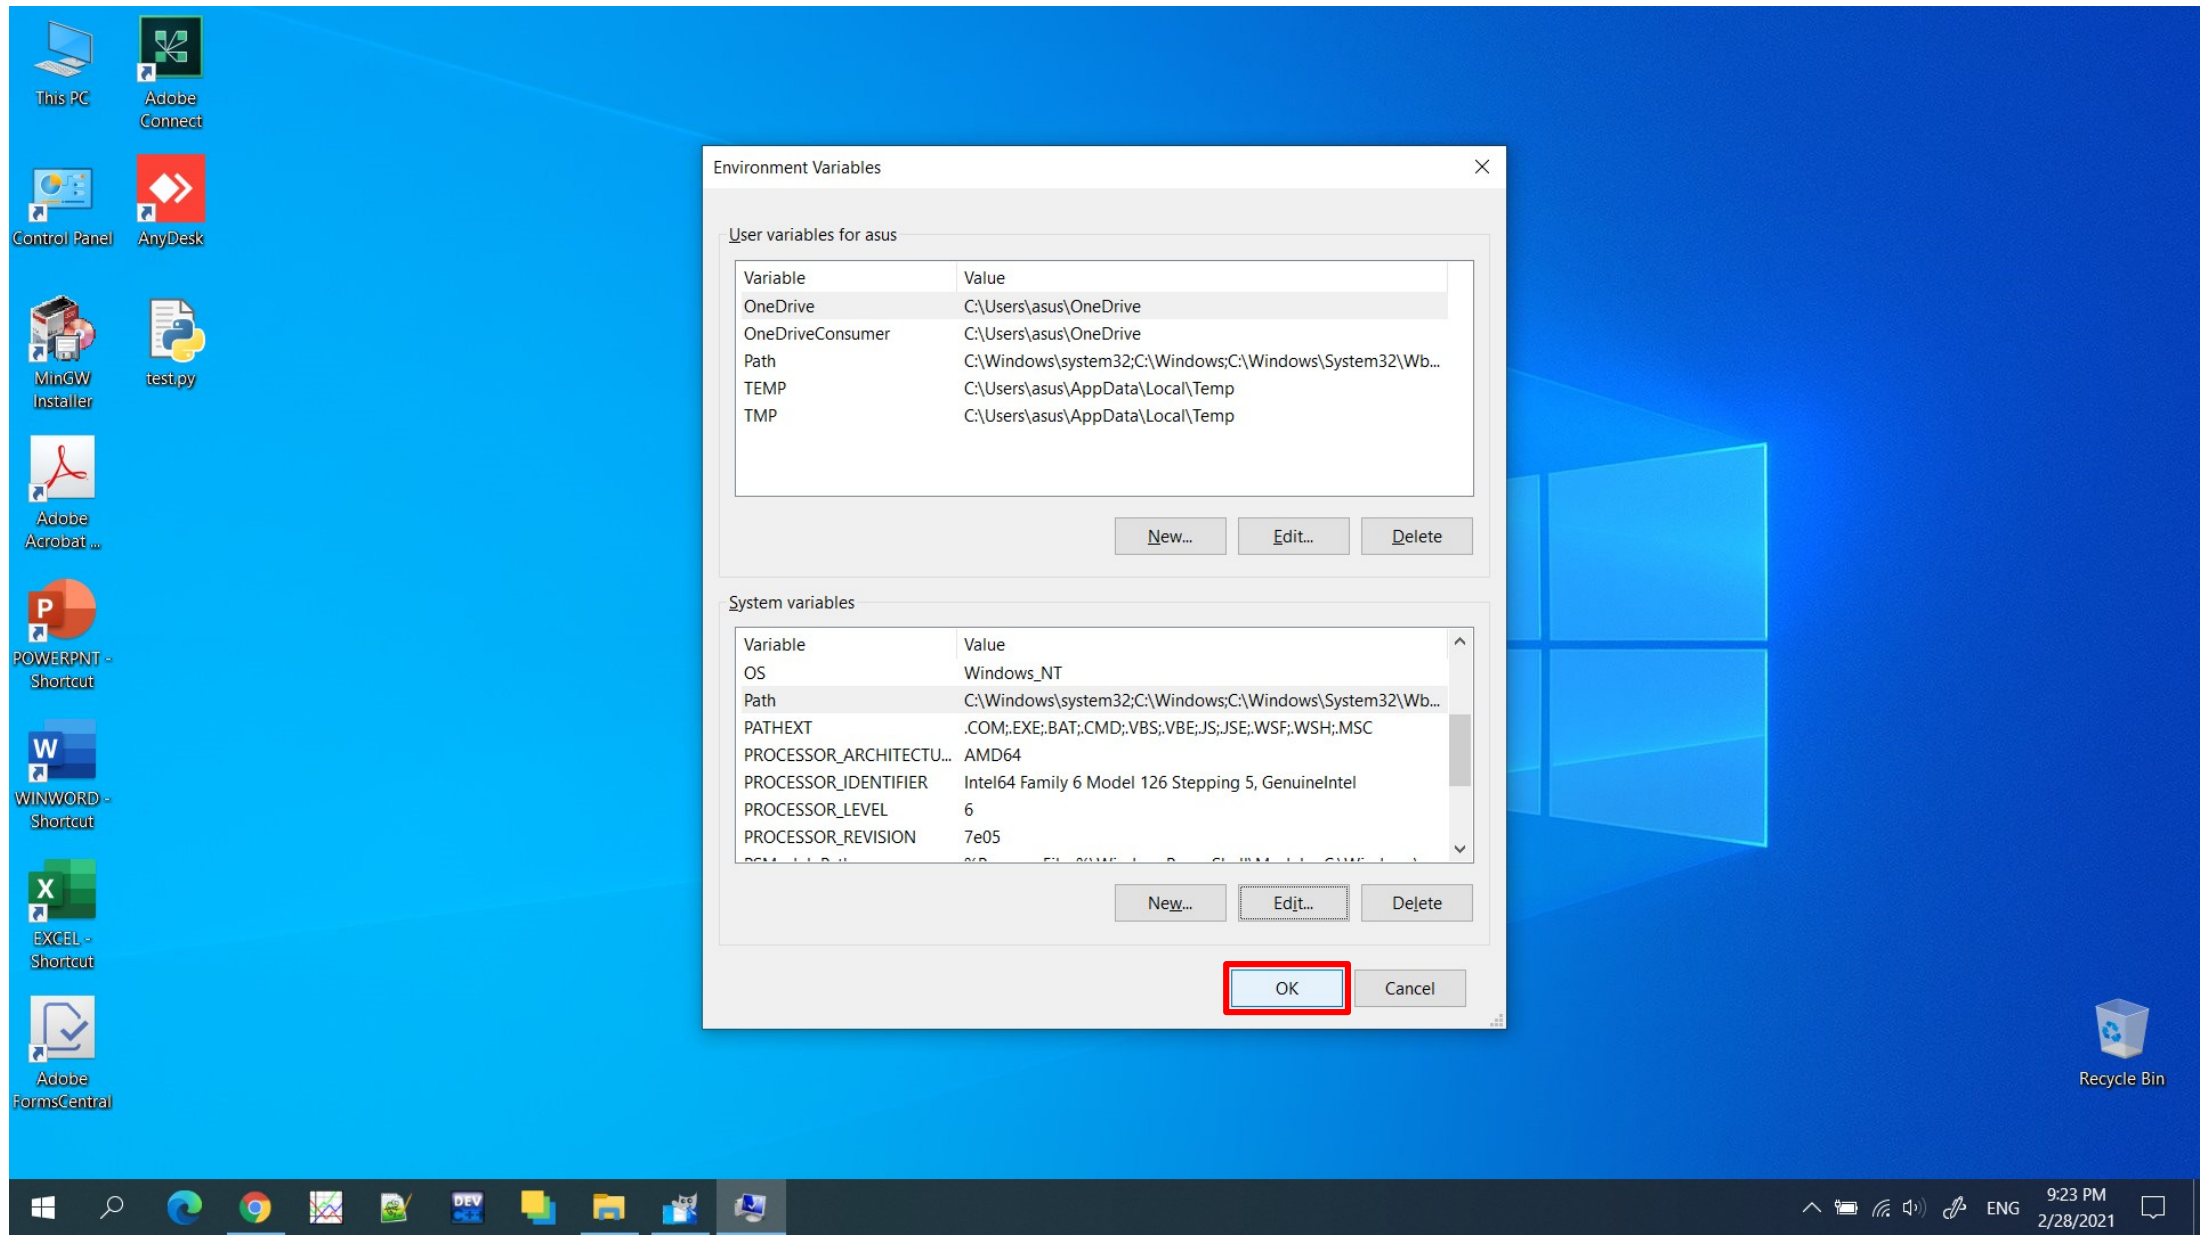 This PC
Adobe
Connect
Control Panel
AnyDesk
MinGW
Installer
test.py
Adobe
Acrobat ...
POWERPNT -
Shortcut
WINWORD -
Shortcut
EXCEL -
Shortcut
Adobe
FormsCentral
Environment Variables
User variables for asus
Variable Value
OneDrive C:\Users\asus\OneDrive
OneDriveConsumer C:\Users\asus\OneDrive
Path C:\Windows\system32;C:\Windows;C:\Windows\System32\Wb...
TEMP C:\Users\asus\AppData\Local\Temp
TMP C:\Users\asus\AppData\Local\Temp
New... Edit... Delete
System variables
Variable Value
OS Windows_NT
Path C:\Windows\system32;C:\Windows;C:\Windows\System32\Wb...
PATHEXT .COM;.EXE;.BAT;.CMD;.VBS;.VBE;.JS;.JSE;.WSF;.WSH;.MSC
PROCESSOR_ARCHITECTU... AMD64
PROCESSOR_IDENTIFIER Intel64 Family 6 Model 126 Stepping 5, GenuineIntel
PROCESSOR_LEVEL 6
PROCESSOR_REVISION 7e05
New... Edit... Delete
OK Cancel
Recycle Bin
DEV
C++
ENG
9:23 PM
2/28/2021